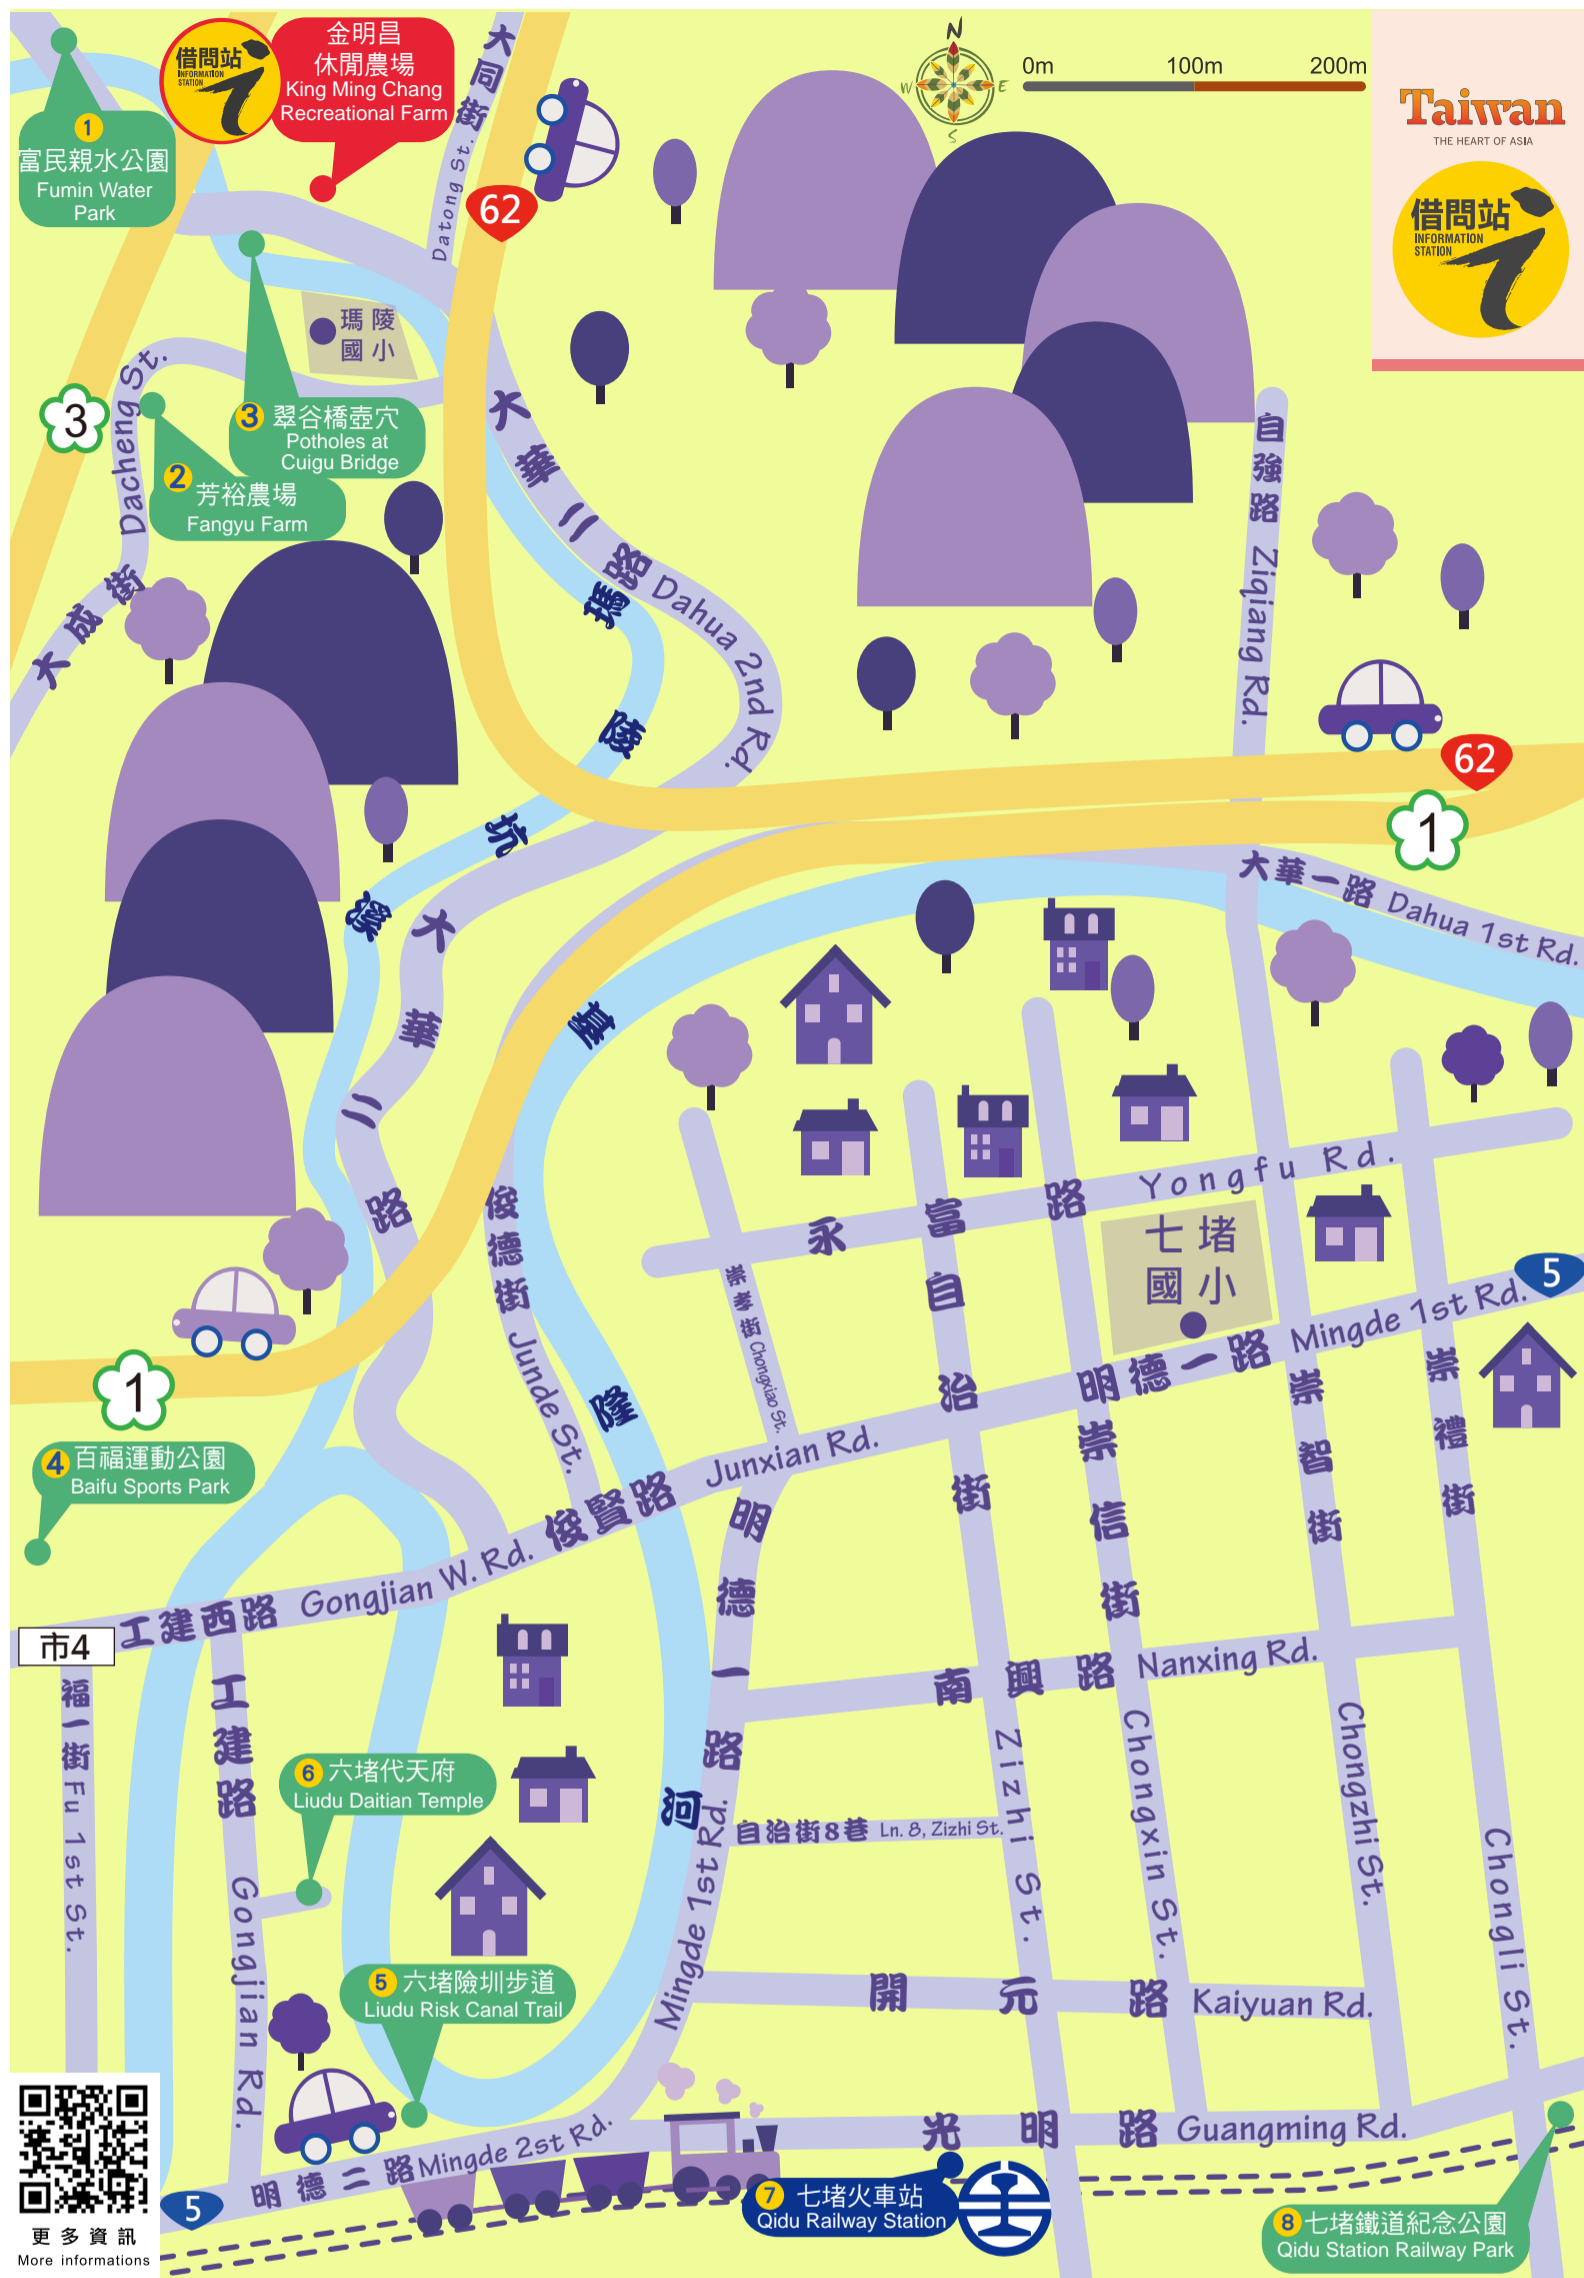 借問站
INFORMATION
STATION
金明昌
休閒農場
King Ming Chang
Recreational Farm
大同街
Datong St.
62
N
W
E
S
0m 100m 200m
Taiwan
THE HEART OF ASIA
借問站
INFORMATION
STATION
1
富民親水公園
Fumin Water
Park
瑪陵
國小
3
3 翠谷橋壺穴
Potholes at
Cuigu Bridge
2
芳裕農場
Fangyu Farm
大成街 Dacheng St.
大華二路 Dahua 2nd Rd.
自強路 Ziqiang Rd.
瑪陵坑溪
62
1
大華一路 Dahua 1st Rd.
大華二路
基隆河
俊德街 Junde St.
永富路 Yongfu Rd.
七堵
國小
崇孝街 Chongxiao St.
5
明德一路 Mingde 1st Rd.
1
4 百福運動公園
Baifu Sports Park
俊賢路 Junxian Rd.
工建西路 Gongjian W. Rd.
市4
福一街 Fu 1st St.
工建路 Gongjian Rd.
明德一路 Mingde 1st Rd.
自治街 Zizhi St.
崇信街 Chongxin St.
崇智街 Chongzhi St.
崇禮街 Chongli St.
南興路 Nanxing Rd.
6 六堵代天府
Liudu Daitian Temple
自治街8巷 Ln. 8, Zizhi St.
5 六堵險圳步道
Liudu Risk Canal Trail
開元路 Kaiyuan Rd.
光明路 Guangming Rd.
明德二路 Mingde 2st Rd.
5
7 七堵火車站
Qidu Railway Station
8 七堵鐵道紀念公園
Qidu Station Railway Park
更多資訊
More informations